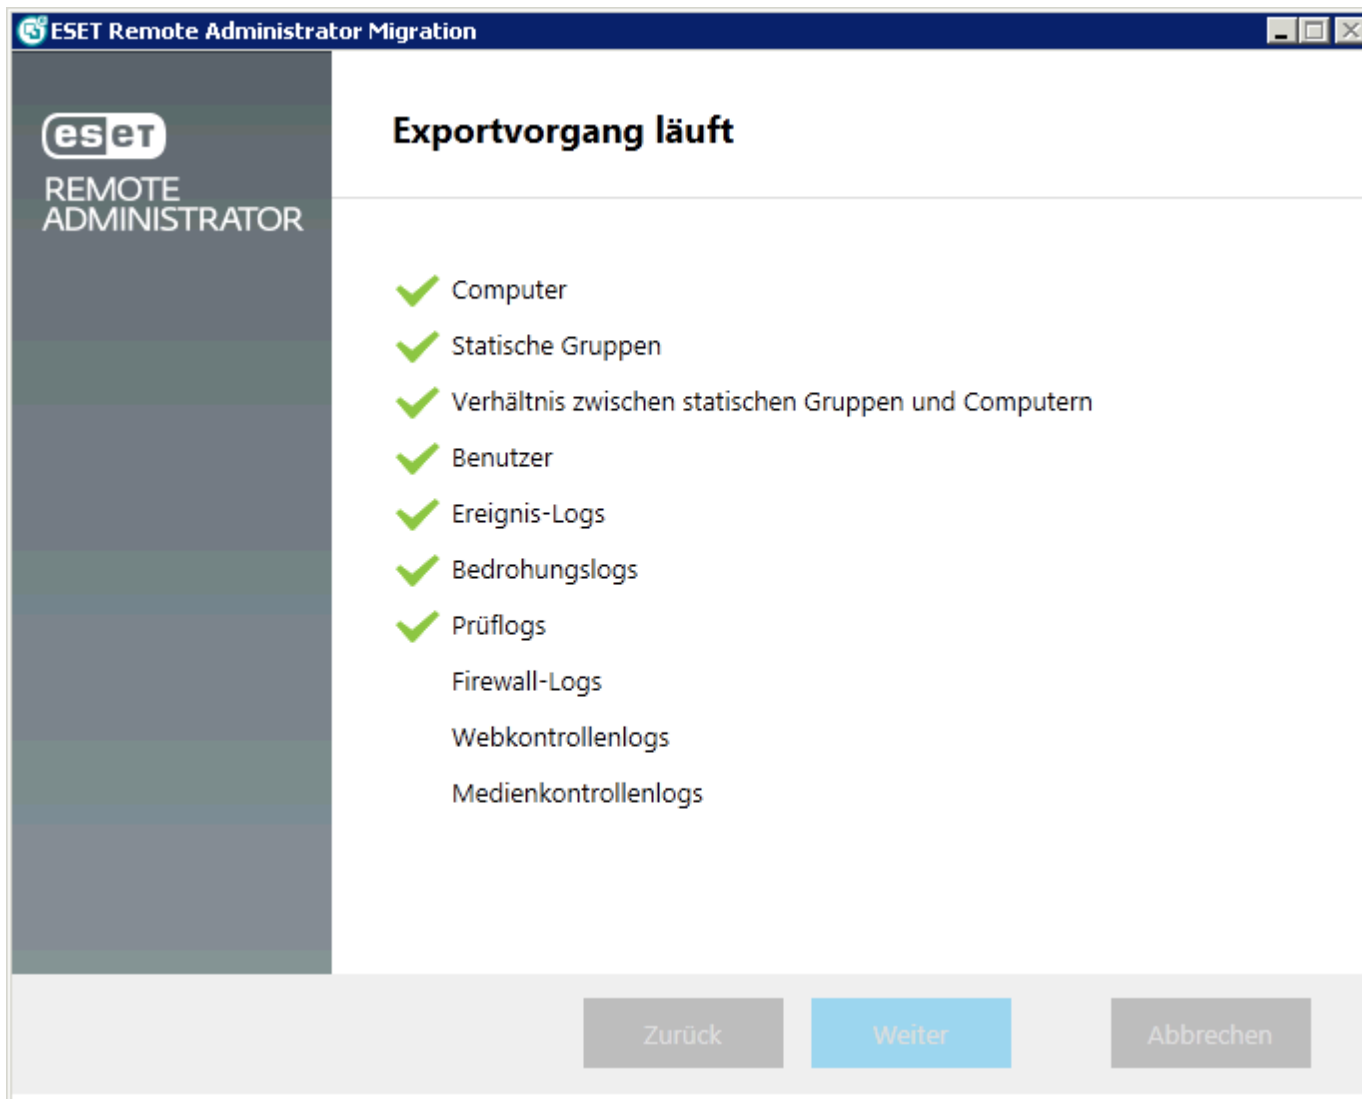 ESET Remote Administrator Migration
eset
REMOTE
ADMINISTRATOR
Exportvorgang läuft
Computer
Statische Gruppen
Verhältnis zwischen statischen Gruppen und Computern
Benutzer
Ereignis-Logs
Bedrohungslogs
Prüflogs
Firewall-Logs
Webkontrollenlogs
Medienkontrollenlogs
Zurück
Weiter
Abbrechen